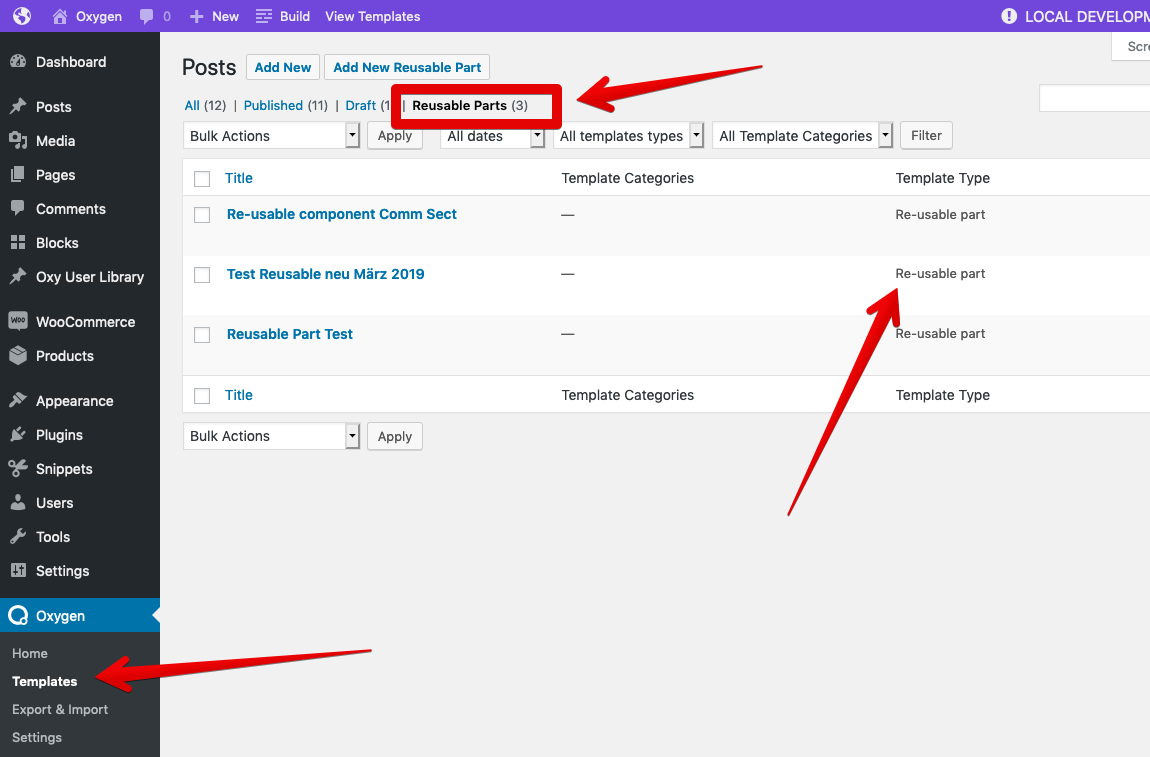 Oxygen 0 New Build View Templates LOCAL DEVELOPM
Scre
Dashboard
Posts
Media
Pages
Comments
Blocks
Oxy User Library
WOO WooCommerce
Products
Appearance
Plugins
Snippets
Users
Tools
Settings
Oxygen
Home
Templates
Export & Import
Settings
Posts Add New Add New Reusable Part
All (12) | Published (11) | Draft (1 | Reusable Parts (3)
Bulk Actions Apply All dates All templates types All Template Categories Filter
Title Template Categories Template Type
Re-usable component Comm Sect — Re-usable part
Test Reusable neu März 2019 — Re-usable part
Reusable Part Test — Re-usable part
Title Template Categories Template Type
Bulk Actions Apply